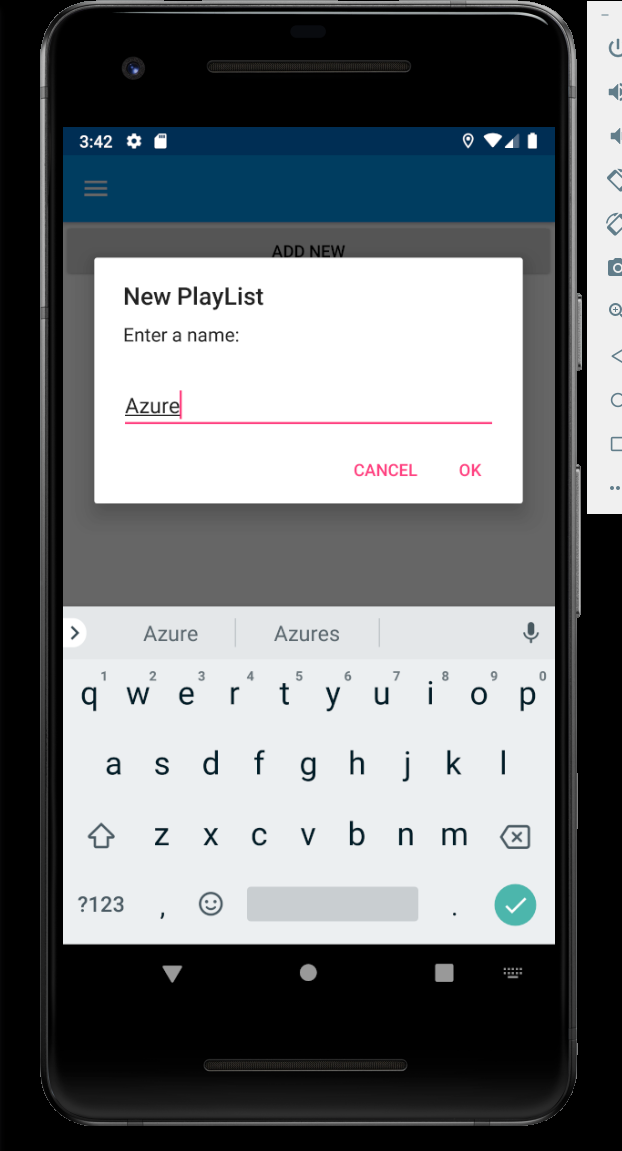 3:42
ADD NEW
New PlayList
Enter a name:
Azure
CANCEL OK
Azure Azures
1 2 3 4 5 6 7 8 9 0
q w e r t y u i o p
a s d f g h j k l
z x c v b n m
?123 , .